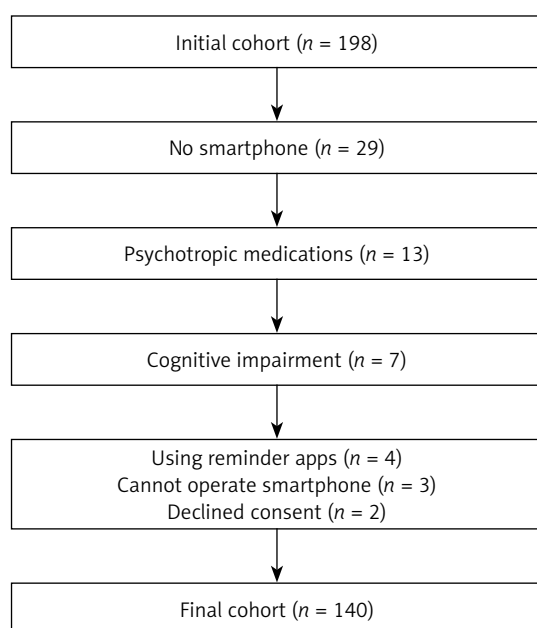 Initial cohort (n = 198)
No smartphone (n = 29)
Psychotropic medications (n = 13)
Cognitive impairment (n = 7)
Using reminder apps (n = 4)
Cannot operate smartphone (n = 3)
Declined consent (n = 2)
Final cohort (n = 140)